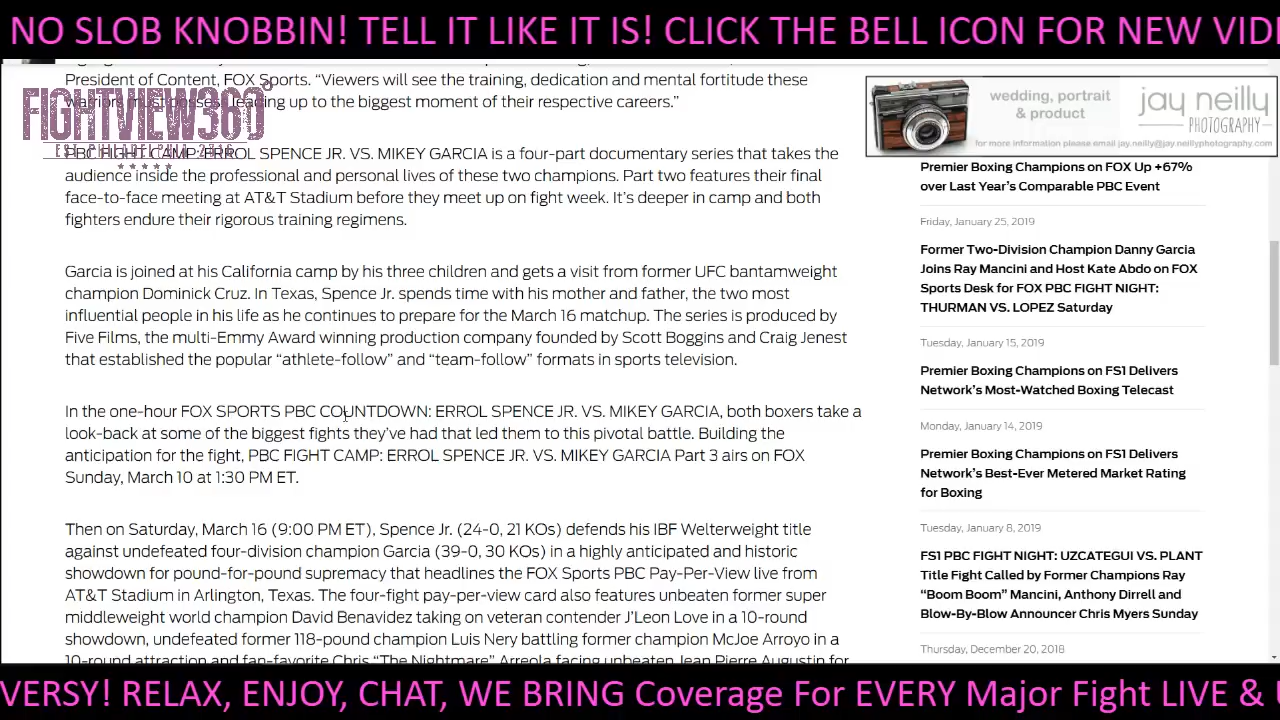 NO SLOB KNOBBIN! TELL IT LIKE IT IS! CLICK THE BELL ICON FOR NEW VID
President of Content, FOX Sports. “Viewers will see the training, dedication and mental fortitude these
warriors must possess leading up to the biggest moment of their respective careers.”
FIGHTVIEW360
EST. PHILADELPHIA 2016
PBC FIGHT CAMP: ERROL SPENCE JR. VS. MIKEY GARCIA is a four-part documentary series that takes the
audience inside the professional and personal lives of these two champions. Part two features their final
face-to-face meeting at AT&T Stadium before they meet up on fight week. It’s deeper in camp and both
fighters endure their rigorous training regimens.
Garcia is joined at his California camp by his three children and gets a visit from former UFC bantamweight
champion Dominick Cruz. In Texas, Spence Jr. spends time with his mother and father, the two most
influential people in his life as he continues to prepare for the March 16 matchup. The series is produced by
Five Films, the multi-Emmy Award winning production company founded by Scott Boggins and Craig Jenest
that established the popular “athlete-follow” and “team-follow” formats in sports television.
In the one-hour FOX SPORTS PBC COUNTDOWN: ERROL SPENCE JR. VS. MIKEY GARCIA, both boxers take a
look-back at some of the biggest fights they’ve had that led them to this pivotal battle. Building the
anticipation for the fight, PBC FIGHT CAMP: ERROL SPENCE JR. VS. MIKEY GARCIA Part 3 airs on FOX
Sunday, March 10 at 1:30 PM ET.
Then on Saturday, March 16 (9:00 PM ET), Spence Jr. (24-0, 21 KOs) defends his IBF Welterweight title
against undefeated four-division champion Garcia (39-0, 30 KOs) in a highly anticipated and historic
showdown for pound-for-pound supremacy that headlines the FOX Sports PBC Pay-Per-View live from
AT&T Stadium in Arlington, Texas. The four-fight pay-per-view card also features unbeaten former super
middleweight world champion David Benavidez taking on veteran contender J’Leon Love in a 10-round
showdown, undefeated former 118-pound champion Luis Nery battling former champion McJoe Arroyo in a
10-round attraction and fan-favorite Chris “The Nightmare” Arreola facing unbeaten Jean Pierre Augustin for
wedding, portrait
& product
jay neilly
PHOTOGRAPHY
for more information please email jay.neilly@jayneillyphotography.com
Premier Boxing Champions on FOX Up +67%
over Last Year’s Comparable PBC Event
Friday, January 25, 2019
Former Two-Division Champion Danny Garcia
Joins Ray Mancini and Host Kate Abdo on FOX
Sports Desk for FOX PBC FIGHT NIGHT:
THURMAN VS. LOPEZ Saturday
Tuesday, January 15, 2019
Premier Boxing Champions on FS1 Delivers
Network’s Most-Watched Boxing Telecast
Monday, January 14, 2019
Premier Boxing Champions on FS1 Delivers
Network’s Best-Ever Metered Market Rating
for Boxing
Tuesday, January 8, 2019
FS1 PBC FIGHT NIGHT: UZCATEGUI VS. PLANT
Title Fight Called by Former Champions Ray
“Boom Boom” Mancini, Anthony Dirrell and
Blow-By-Blow Announcer Chris Myers Sunday
Thursday, December 20, 2018
VERSY! RELAX, ENJOY, CHAT, WE BRING Coverage For EVERY Major Fight LIVE &